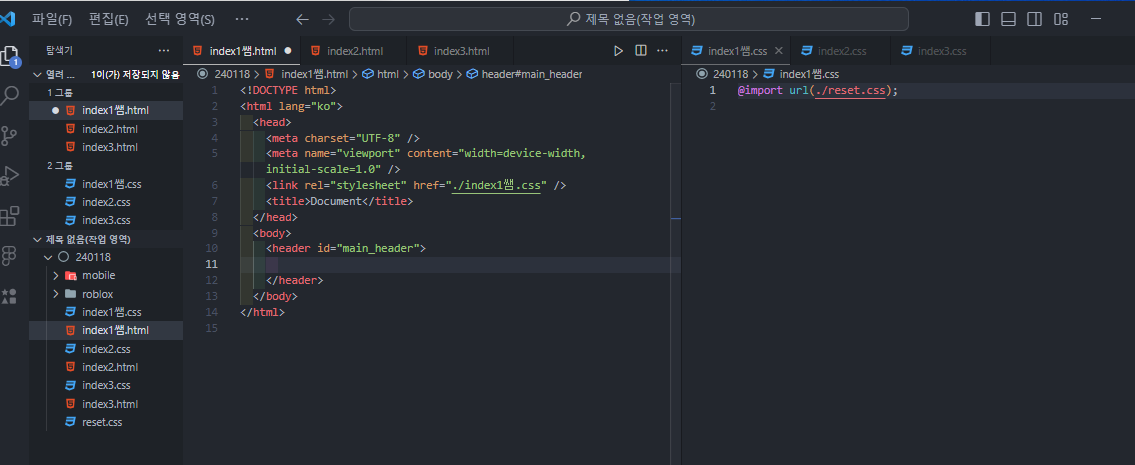 파일(F) 편집(E) 선택 영역(S) ··· 제목 없음(작업 영역)
탐색기
열려 ... 1이(가) 저장되지 않음
1 그룹
index1쌤.html
index2.html
index3.html
2 그룹
index1쌤.css
index2.css
index3.css
제목 없음(작업 영역)
240118
mobile
roblox
index1쌤.css
index1쌤.html
index2.css
index2.html
index3.css
index3.html
reset.css
index1쌤.html index2.html index3.html
240118 > index1쌤.html > html > body > header#main_header
1 <!DOCTYPE html>
2 <html lang="ko">
3 <head>
4 <meta charset="UTF-8" />
5 <meta name="viewport" content="width=device-width,
initial-scale=1.0" />
6 <link rel="stylesheet" href="./index1쌤.css" />
7 <title>Document</title>
8 </head>
9 <body>
10 <header id="main_header">
11
12 </header>
13 </body>
14 </html>
15
index1쌤.css index2.css index3.css
240118 > index1쌤.css
1 @import url(./reset.css);
2
1